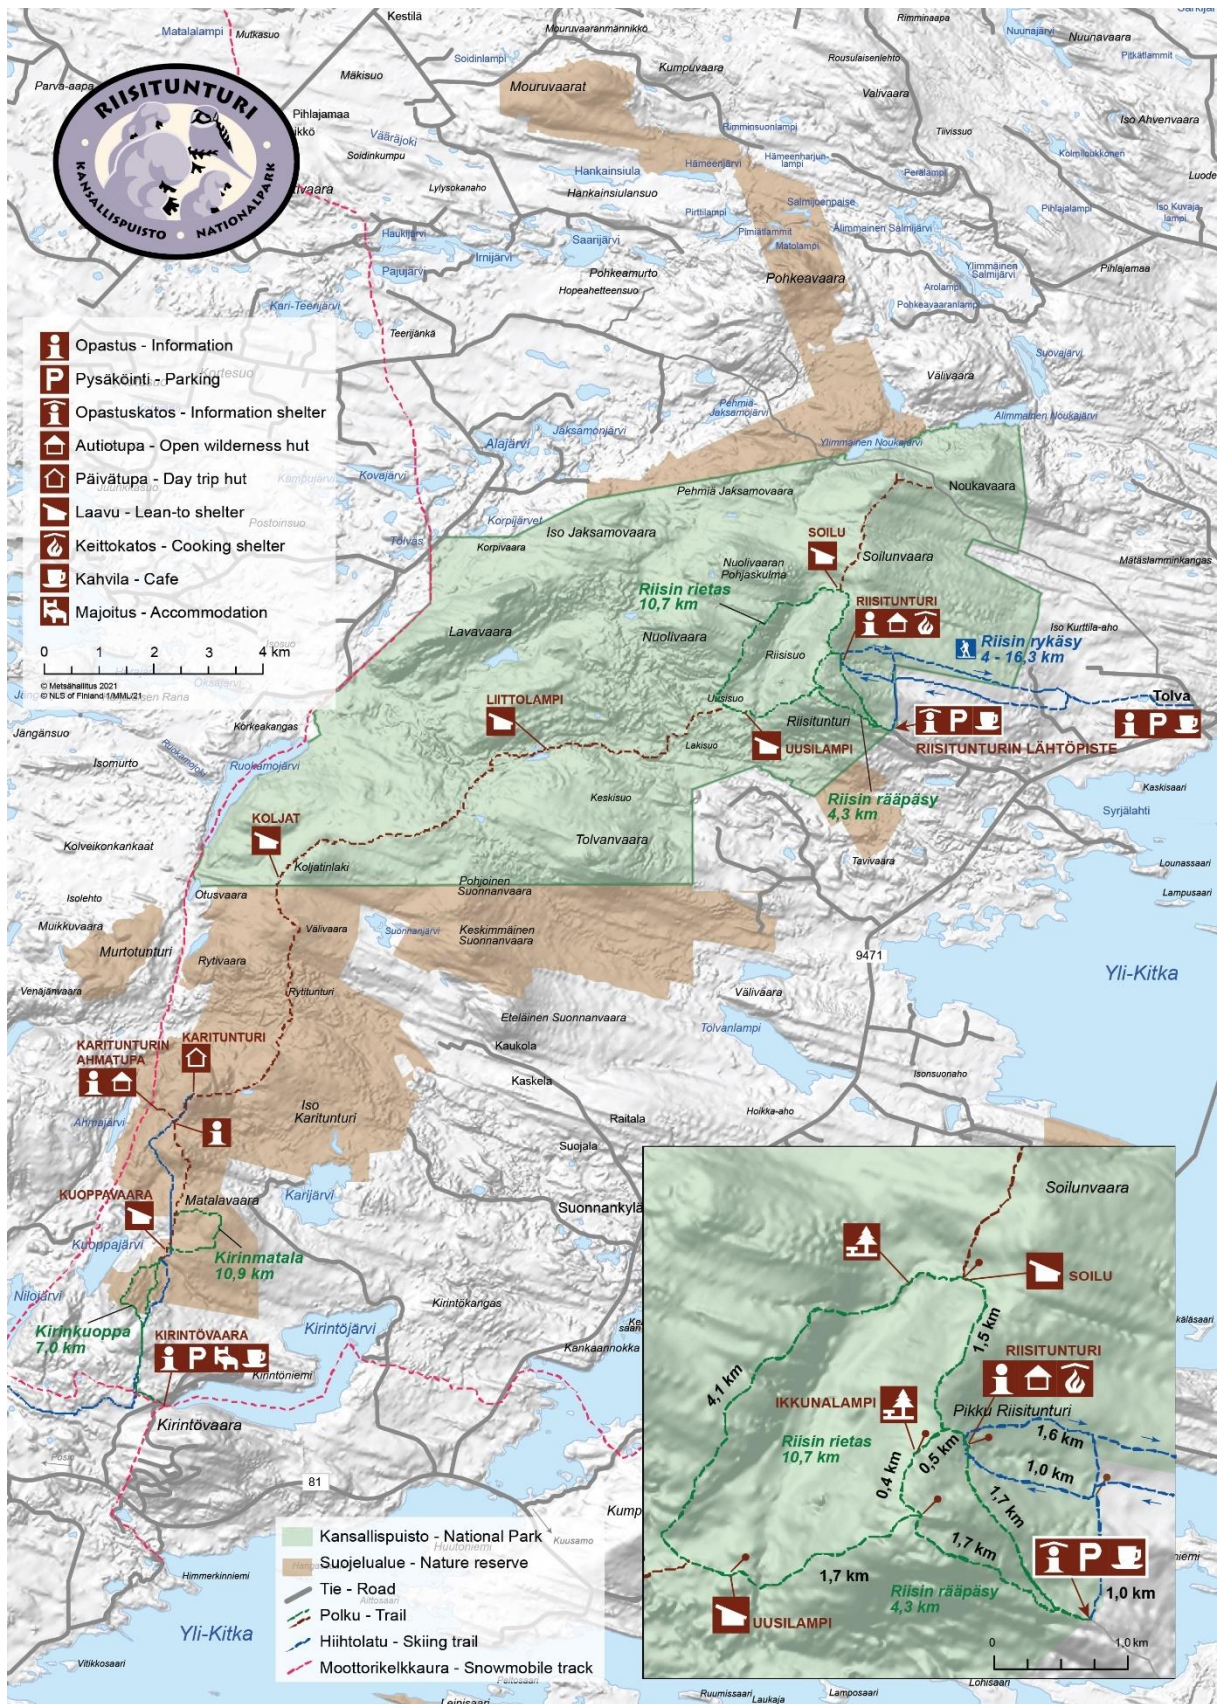 Kestilä
Matalalampi
Mutkasuo
Mouruvaaranmännikkö
Rimminaapa
Nuunajärvi
Nuunavaara
Soidinlampi
Kumpuvaara
Rousulaisenlehto
Pitkätlammit
Parva-aapa
Mäkisuo
Mouruvaarat
Valivaara
RIISITUNTURI
KANSALLISPUISTO • NATIONALPARK
Pihlajamaa
Vääräjoki
Rimminsuonlampi
Tiivissuo
Iso Ahvenvaara
Soidinkumpu
Hämeenjärvi
Hämeenharjun-
lampi
Kolmiloukkonen
Hankainsiula
Perälampi
Lylysokanaho
Hankainsiulansuo
Salmijoenpaise
Pirttilampi
Pihlajalampi
Iso Kuvaja-
lampi
Haukijärvi
Saarijärvi
Pimiätlammit
Alimmainen Salmijärvi
Matolampi
Irnijärvi
Pajujärvi
Pohkeamurto
Pohkeavaara
Ylimmäinen
Salmijärvi
Pihlajamaa
Hopeahetteensuo
Arolampi
Kari-Teerijärvi
Pohkeavaaranlampi
Teerijänkä
Opastus - Information
Pysäköinti - Parking
Opastuskatos - Information shelter
Autiotupa - Open wilderness hut
Päivätupa - Day trip hut
Laavu - Lean-to shelter
Keittokatos - Cooking shelter
Kahvila - Cafe
Majoitus - Accommodation
0 1 2 3 4 km
© Metsähallitus 2021
© NLS of Finland 1/MML/21
Suovajärvi
Välivaara
Pehmiä-
Jaksamojärvi
Alimmainen Noukajärvi
Jaksamonjärvi
Alajärvi
Ylimmainen Noukajärvi
Kovajärvi
Pehmiä Jaksamovaara
Noukavaara
Korpijärvet
Iso Jaksamovaara
Tolvas
SOILU
Korpivaara
Soilunvaara
Mätäslamminkangas
Nuolivaaran
Pohjaskulma
Riisin rietas
10,7 km
RIISITUNTURI
Iso Kurttila-aho
Lavavaara
Nuolivaara
Riisisuo
Riisin rykäsy
4 - 16,3 km
LIITTOLAMPI
Uusisuo
Tolva
Korkeakangas
Riisitunturi
Jängänsuo
Lakisuo
UUSILAMPI
RIISITUNTURIN LÄHTÖPISTE
Isomurto
Ruokamojoki
Ruokamojärvi
Kaskisaari
Keskisuo
Riisin rääpäsy
4,3 km
Syrjälahti
KOLJAT
Tolvanvaara
Kolveikonkankaat
Koljatinlaki
Tavivaara
Lounassaari
Isolehto
Otusvaara
Pohjoinen
Suonnanvaara
Lampusaari
Muikkuvaara
Välivaara
Suonnanjärvi
Keskimmäinen
Suonnanvaara
Murtotunturi
Rytivaara
9471
Yli-Kitka
Venäjänvaara
Rytitunturi
Välivaara
Eteläinen Suonnanvaara
Tolvanlampi
KARITUNTURIN
AHMATUPA
KARITUNTURI
Kaukola
Kaskela
Isonsuonaho
Iso
Karitunturi
Raitala
Hoikka-aho
Ahmajärvi
Suojala
KUOPPAVAARA
Matalavaara
Karijärvi
Suonnankylä
Kuoppajärvi
Kirinmatala
10,9 km
Nilojärvi
Kirintökangas
Kirinkuoppa
7.0 km
Kirintöjärvi
KIRINTÖVAARA
Kankaannokka
Kirintöniemi
Kirintövaara
Posio
81
Kuusamo
Himmerkinniemi
Yli-Kitka
Vitikkosaari
Kansallispuisto - National Park
Suojelualue - Nature reserve
Tie - Road
Polku - Trail
Hiihtolatu - Skiing trail
Moottorikelkkaura - Snowmobile track
Soilunvaara
SOILU
1,5 km
RIISITUNTURI
4,1 km
IKKUNALAMPI
Pikku Riisitunturi
Riisin rietas
10,7 km
1,6 km
0,5 km
0,4 km
1,0 km
1,7 km
1,7 km
1,7 km
Riisin rääpäsy
4,3 km
1,0 km
UUSILAMPI
0 1,0 km
Ruumissaari
Laukaja
Lamposaari
Lohisaari